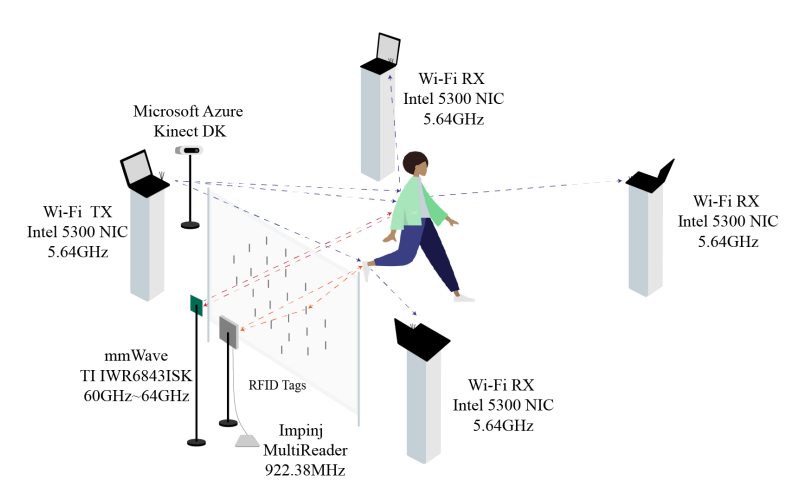 Wi-Fi RX
Intel 5300 NIC
5.64GHz
Microsoft Azure
Kinect DK
Wi-Fi TX
Intel 5300 NIC
5.64GHz
Wi-Fi RX
Intel 5300 NIC
5.64GHz
mmWave
TI IWR6843ISK
60GHz~64GHz
RFID Tags
Impinj
MultiReader
922.38MHz
Wi-Fi RX
Intel 5300 NIC
5.64GHz